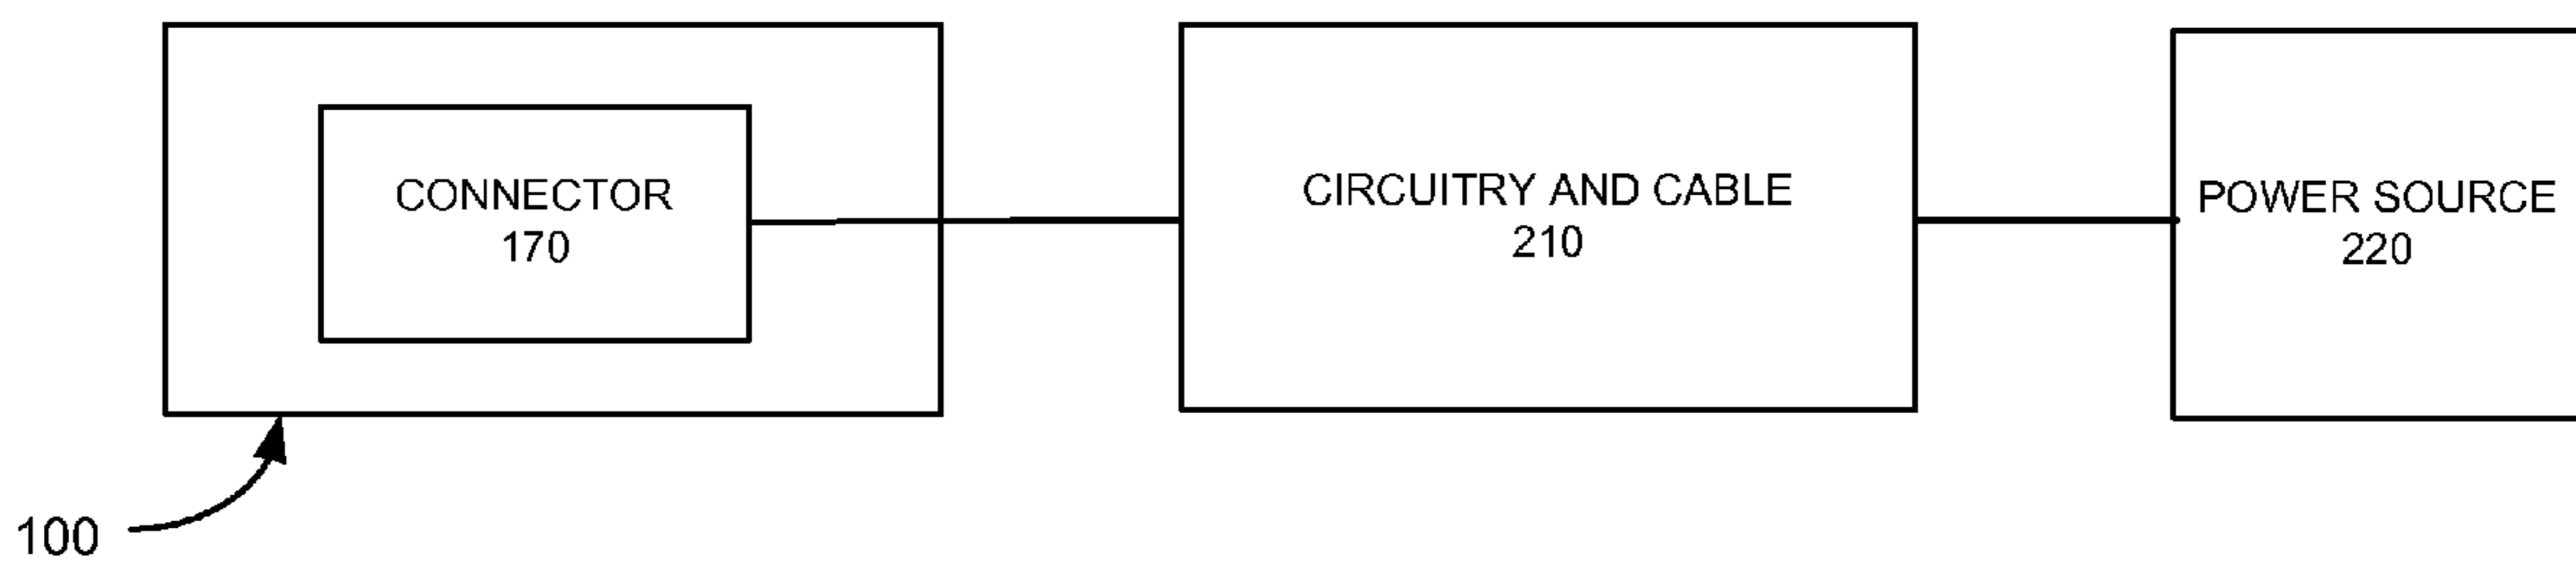 CONNECTOR
170
CIRCUITRY AND CABLE
210
POWER SOURCE
220
100